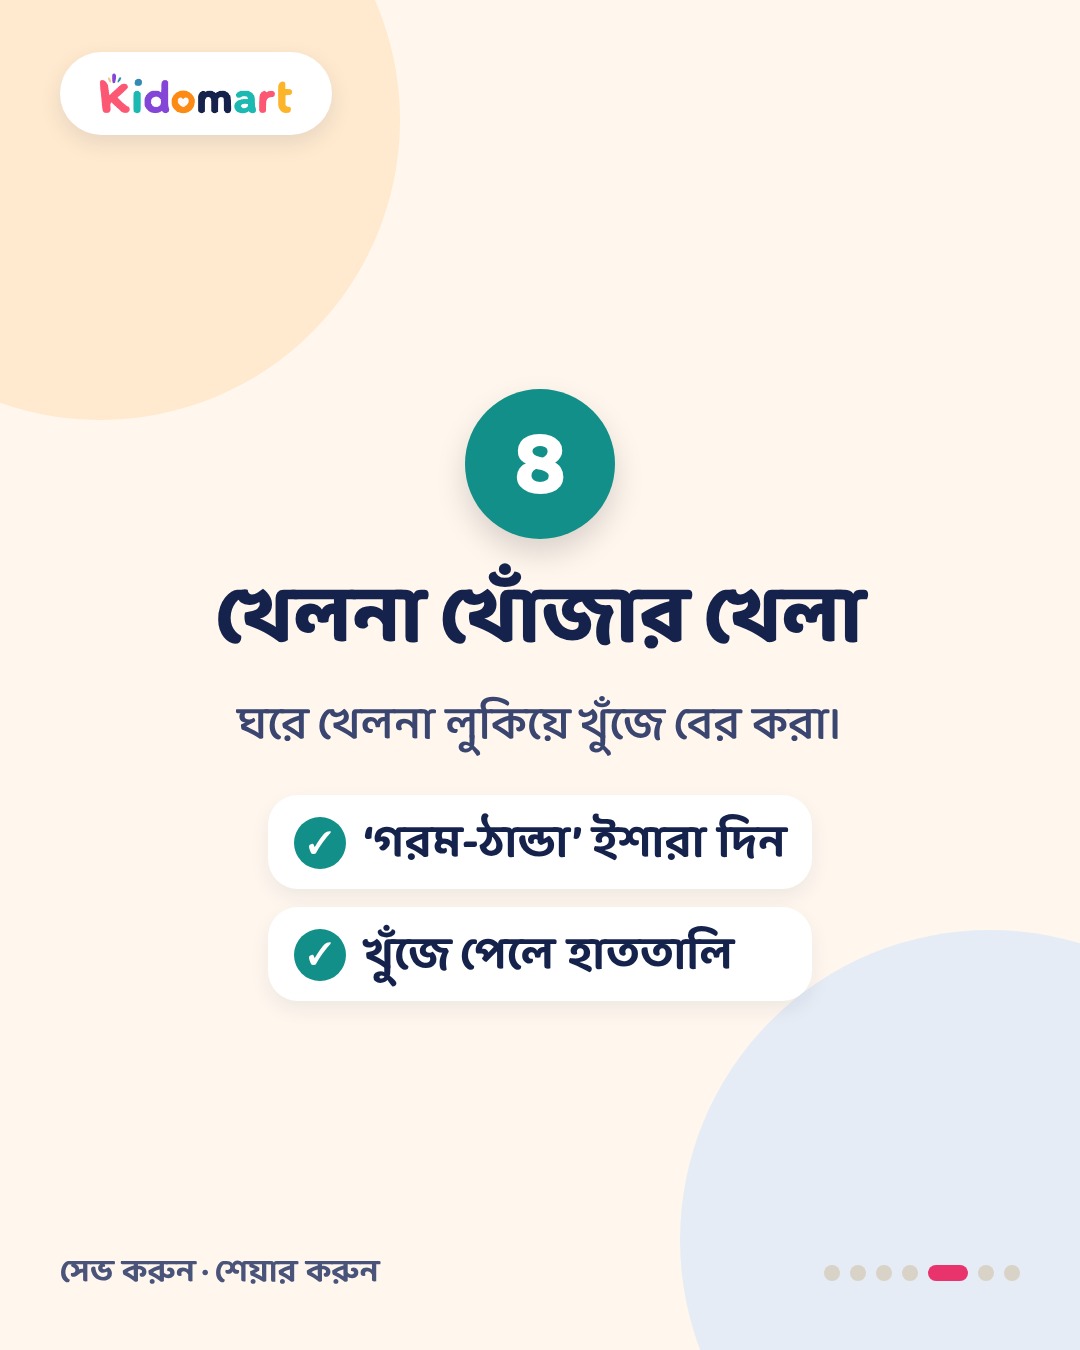 Kidomart
৪
খেলনা খোঁজার খেলা
ঘরে খেলনা লুকিয়ে খুঁজে বের করা।
✓ ‘গরম-ঠান্ডা’ ইশারা দিন
✓ খুঁজে পেলে হাততালি
সেভ করুন · শেয়ার করুন